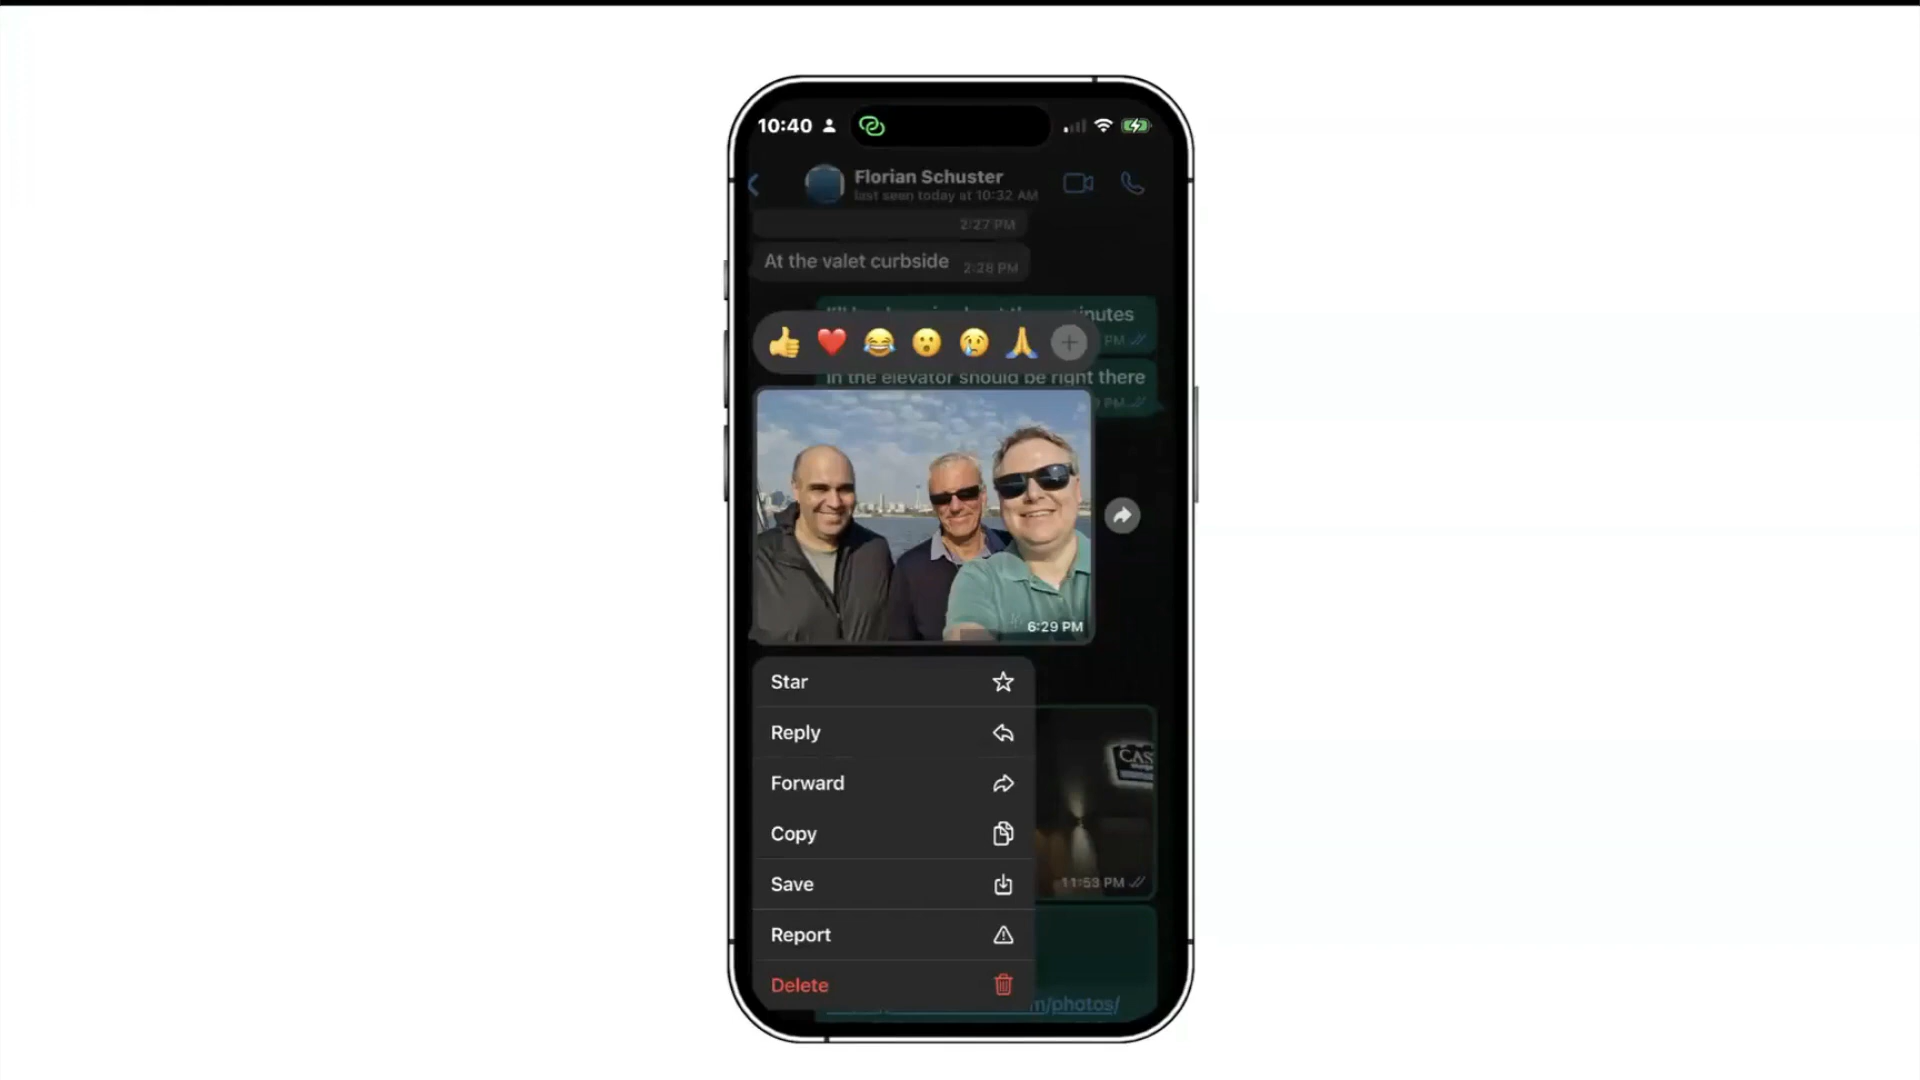 10:40
Florian Schuster
last seen today at 10:32 AM
2:27 PM
At the valet curbside
2:28 PM
minutes
PM
In the elevator should be right there
PM
6:29 PM
Star
Reply
Forward
CAS
Copy
Save
11:53 PM
Report
Delete
m/photos/